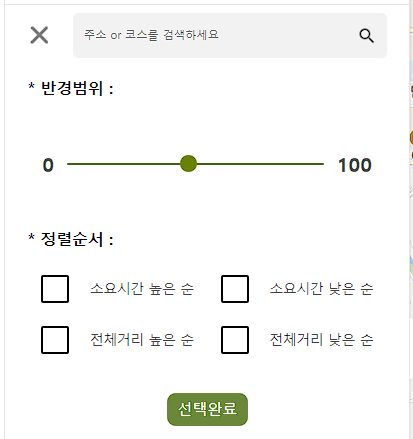 주소 or 코스를 검색하세요
* 반경범위 :
0 100
* 정렬순서 :
소요시간 높은 순 소요시간 낮은 순
전체거리 높은 순 전체거리 낮은 순
선택완료